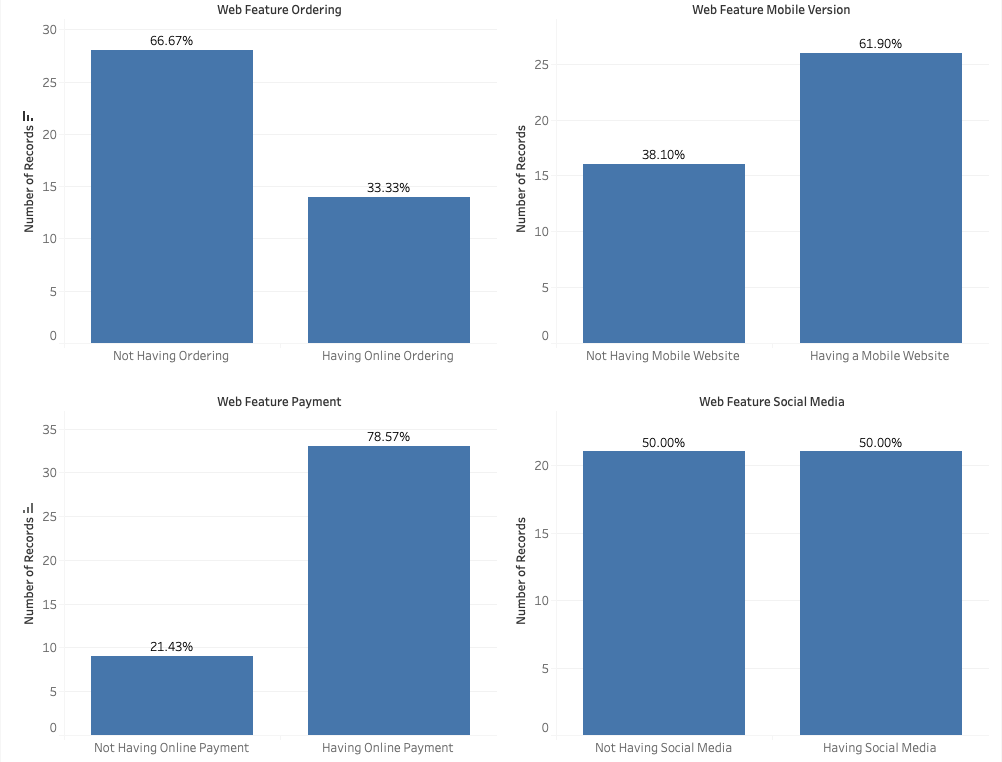 Web Feature Ordering
Number of Records
30
25
20
15
10
5
0
66.67%
33.33%
Not Having Ordering
Having Online Ordering
Web Feature Mobile Version
Number of Records
25
20
15
10
5
0
38.10%
61.90%
Not Having Mobile Website
Having a Mobile Website
Web Feature Payment
Number of Records
35
30
25
20
15
10
5
0
21.43%
78.57%
Not Having Online Payment
Having Online Payment
Web Feature Social Media
Number of Records
20
15
10
5
0
50.00%
50.00%
Not Having Social Media
Having Social Media